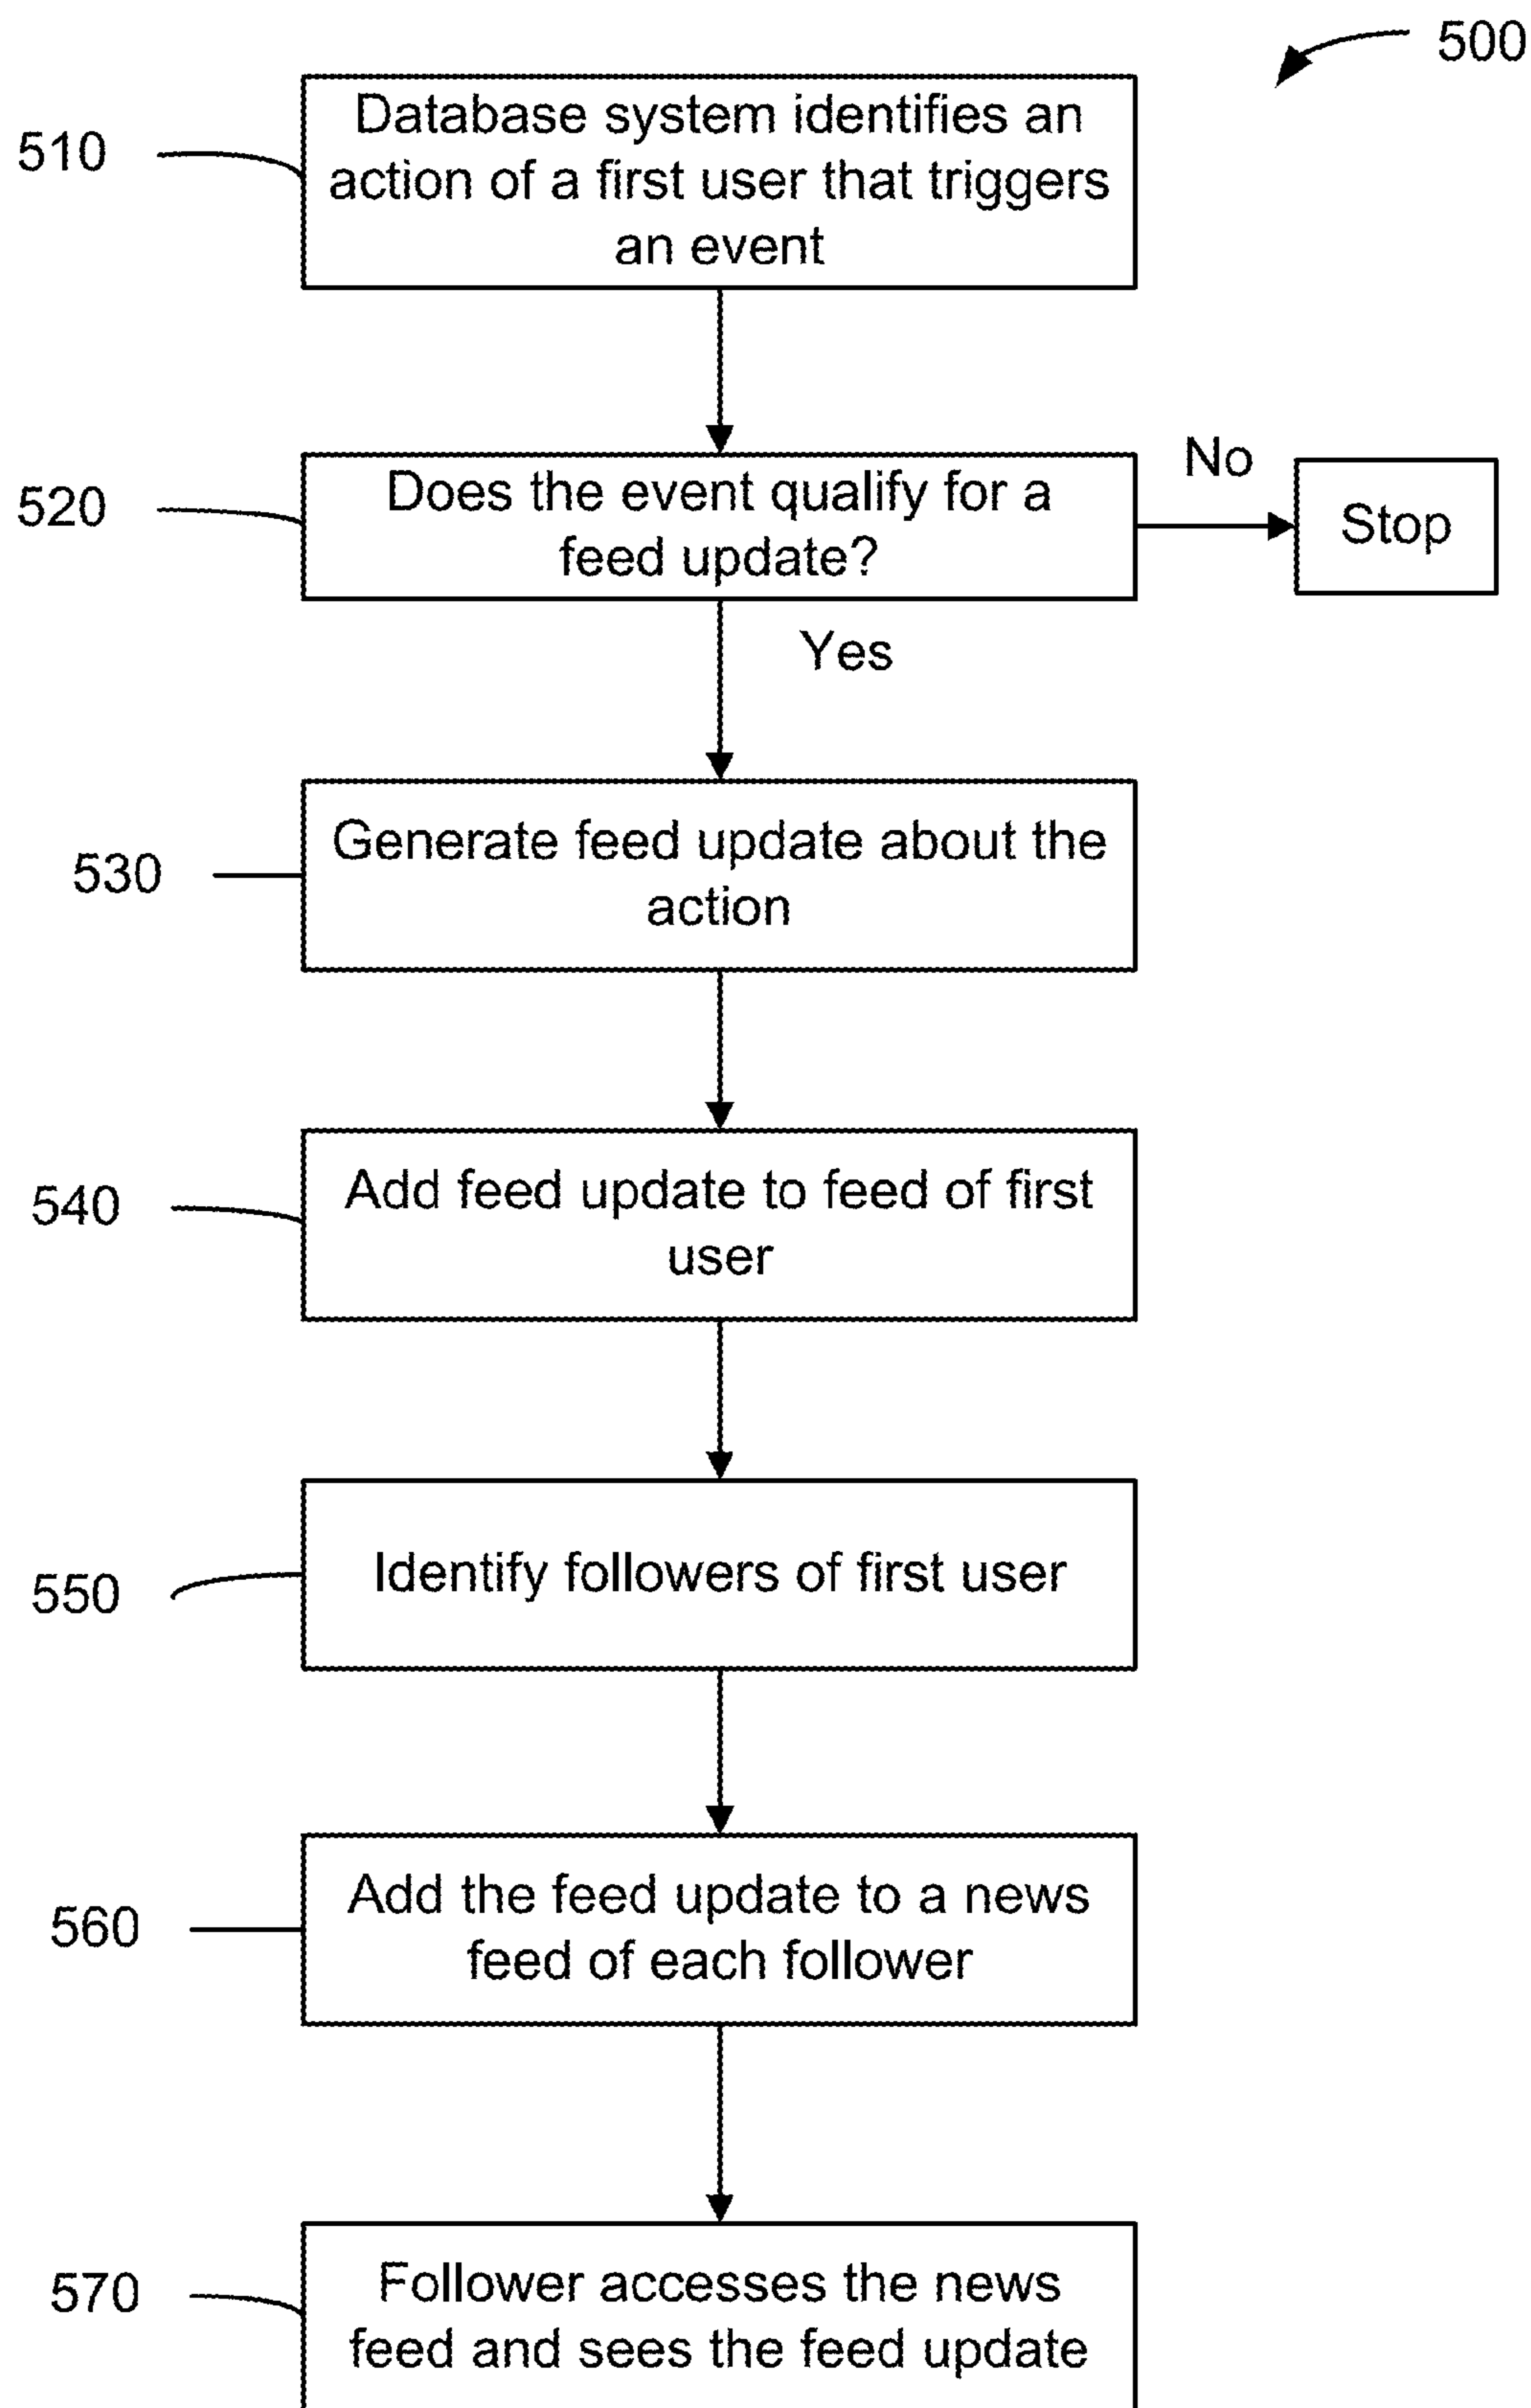 500
510
Database system identifies an
action of a first user that triggers
an event
520
Does the event qualify for a
feed update?
No
Stop
Yes
530
Generate feed update about the
action
540
Add feed update to feed of first
user
550
Identify followers of first user
560
Add the feed update to a news
feed of each follower
570
Follower accesses the news
feed and sees the feed update